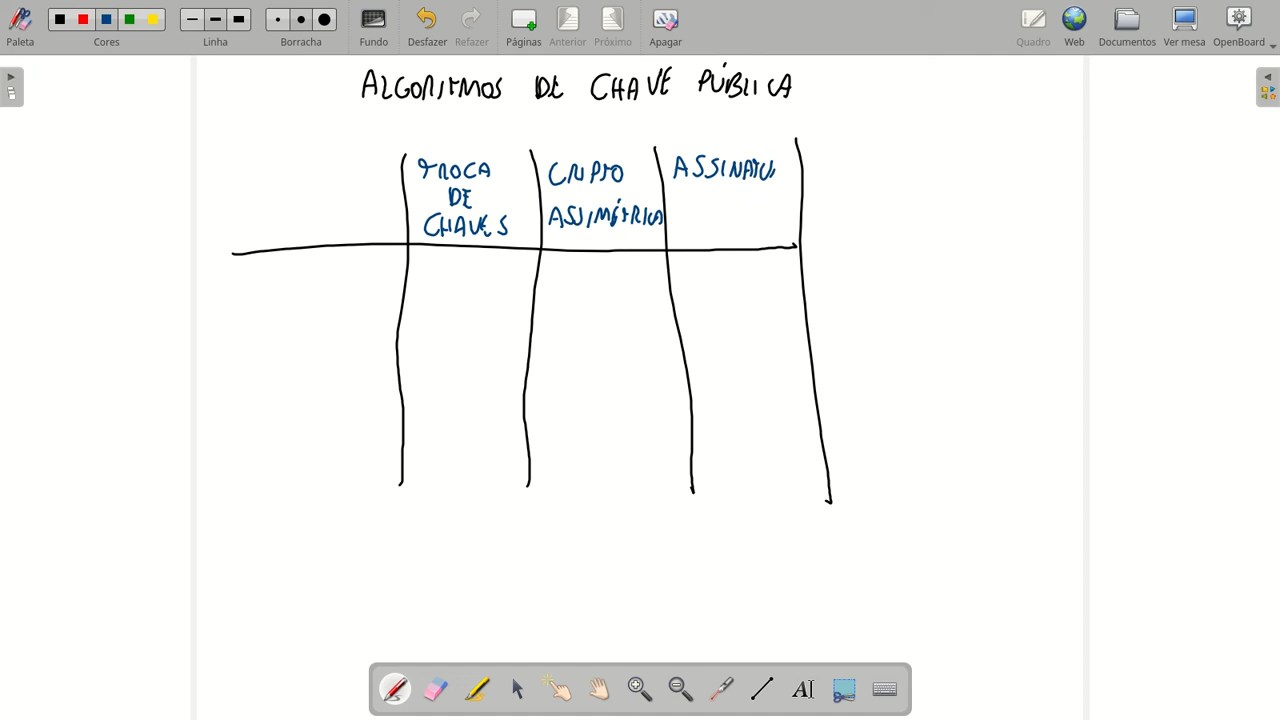 Paleta
Cores
Linha
Borracha
Fundo
Desfazer
Refazer
Páginas
Anterior
Próximo
Apagar
Quadro
Web
Documentos
Ver mesa
OpenBoard
ALGORITMOS DE CHAVE PÚBLICA
TROCA
DE
CHAVES
CRIPTO
ASSIMÉTRICA
ASSINATU
AI